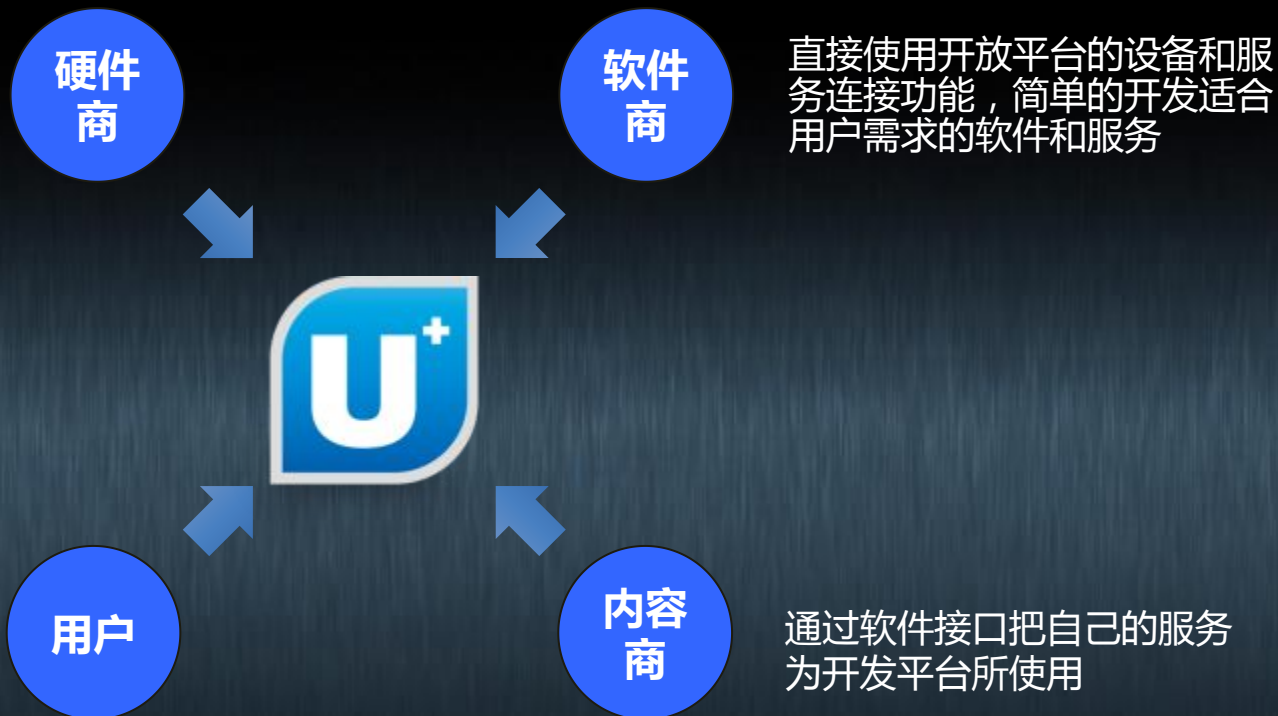 硬件
商
软件
商
直接使用开放平台的设备和服
务连接功能，简单的开发适合
用户需求的软件和服务
U+
用户
内容
商
通过软件接口把自己的服务
为开发平台所使用